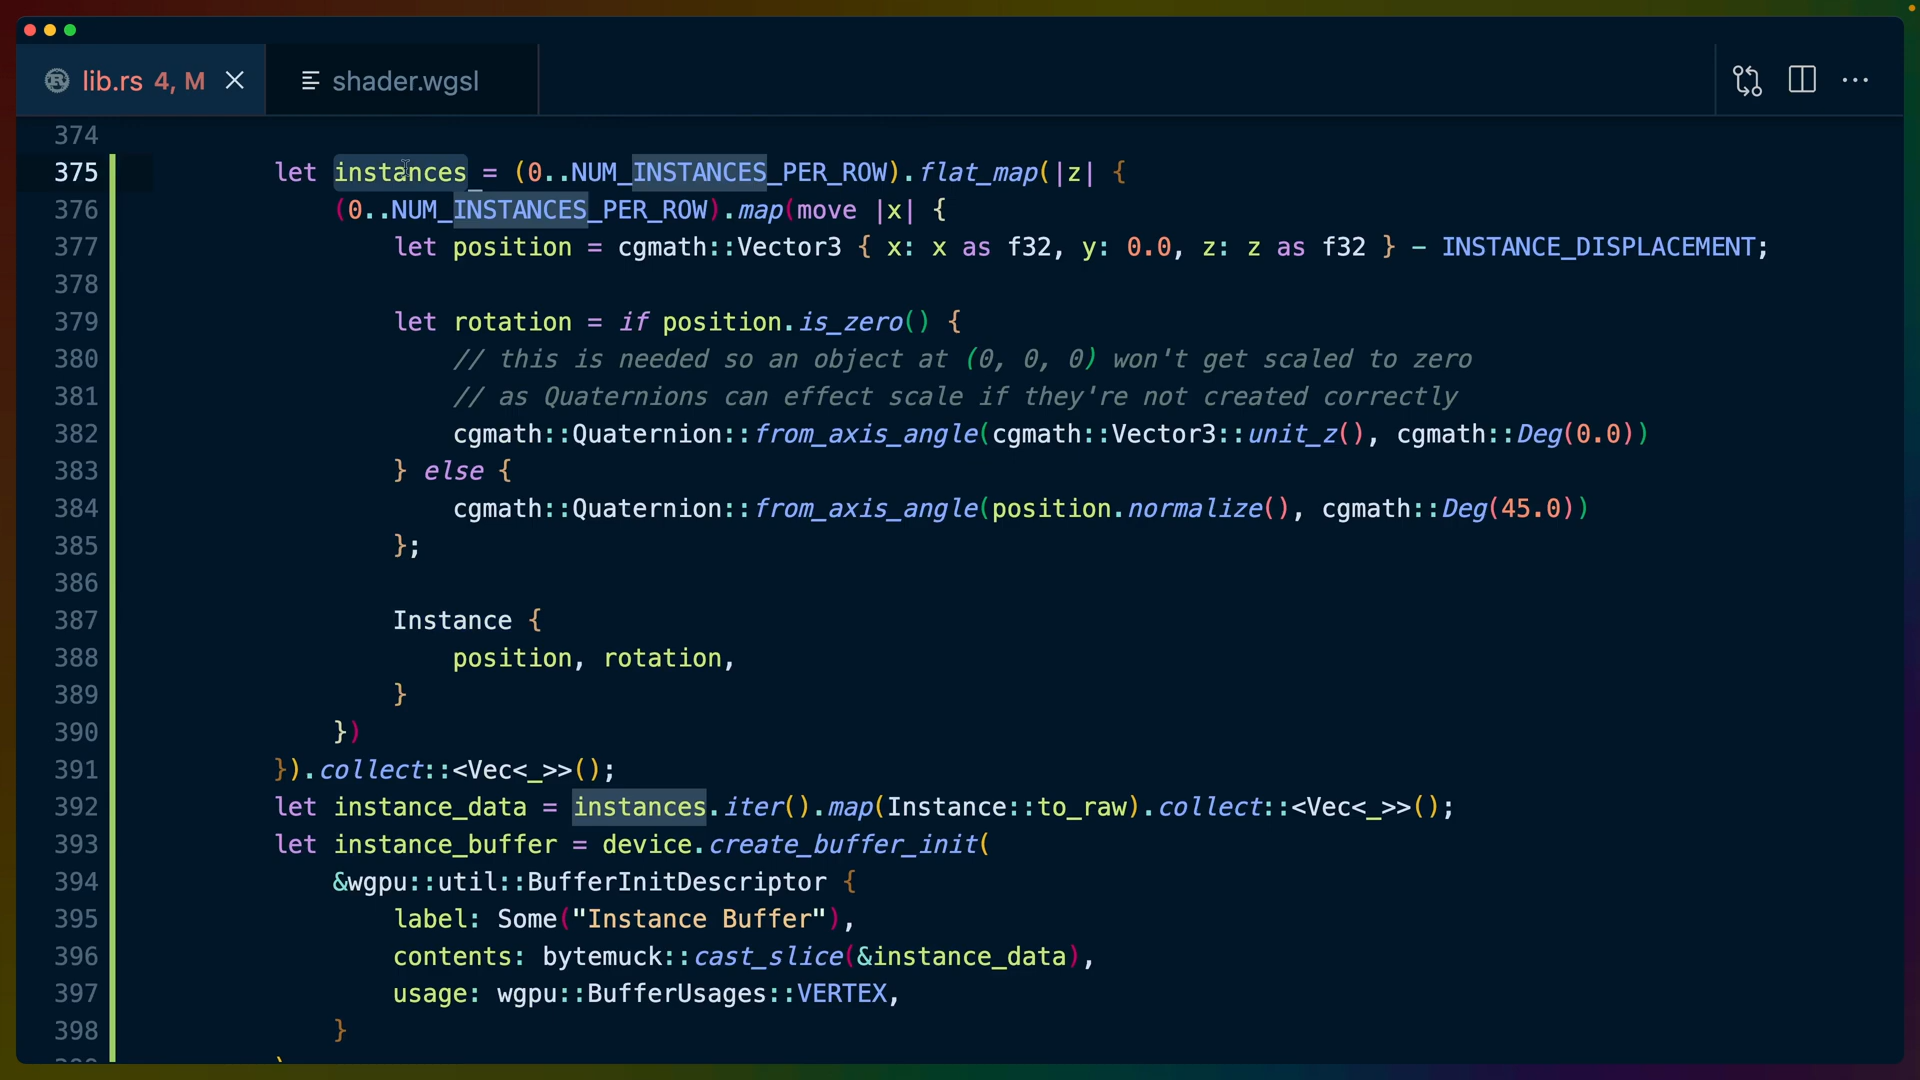 lib.rs 4, M
shader.wgsl
374
375 let instances = (0..NUM_INSTANCES_PER_ROW).flat_map(|z| {
376 (0..NUM_INSTANCES_PER_ROW).map(move |x| {
377 let position = cgmath::Vector3 { x: x as f32, y: 0.0, z: z as f32 } - INSTANCE_DISPLACEMENT;
378
379 let rotation = if position.is_zero() {
380 // this is needed so an object at (0, 0, 0) won't get scaled to zero
381 // as Quaternions can effect scale if they're not created correctly
382 cgmath::Quaternion::from_axis_angle(cgmath::Vector3::unit_z(), cgmath::Deg(0.0))
383 } else {
384 cgmath::Quaternion::from_axis_angle(position.normalize(), cgmath::Deg(45.0))
385 };
386
387 Instance {
388 position, rotation,
389 }
390 })
391 }).collect::<Vec<_>>();
392 let instance_data = instances.iter().map(Instance::to_raw).collect::<Vec<_>>();
393 let instance_buffer = device.create_buffer_init(
394 &wgpu::util::BufferInitDescriptor {
395 label: Some("Instance Buffer"),
396 contents: bytemuck::cast_slice(&instance_data),
397 usage: wgpu::BufferUsages::VERTEX,
398 }